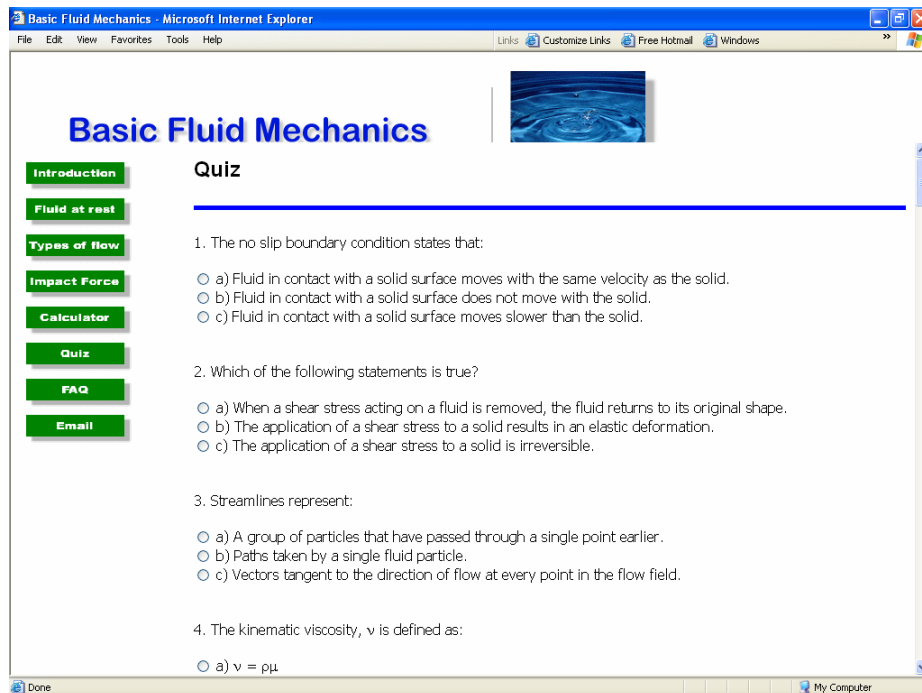 Basic Fluid Mechanics - Microsoft Internet Explorer
File Edit View Favorites Tools Help Links Customize Links Free Hotmail Windows »
Basic Fluid Mechanics
Introduction
Fluid at rest
Types of flow
Impact Force
Calculator
Quiz
FAQ
Email
Quiz
1. The no slip boundary condition states that:
a) Fluid in contact with a solid surface moves with the same velocity as the solid.
b) Fluid in contact with a solid surface does not move with the solid.
c) Fluid in contact with a solid surface moves slower than the solid.
2. Which of the following statements is true?
a) When a shear stress acting on a fluid is removed, the fluid returns to its original shape.
b) The application of a shear stress to a solid results in an elastic deformation.
c) The application of a shear stress to a solid is irreversible.
3. Streamlines represent:
a) A group of particles that have passed through a single point earlier.
b) Paths taken by a single fluid particle.
c) Vectors tangent to the direction of flow at every point in the flow field.
4. The kinematic viscosity, ν is defined as:
a) ν = ρμ
Done My Computer